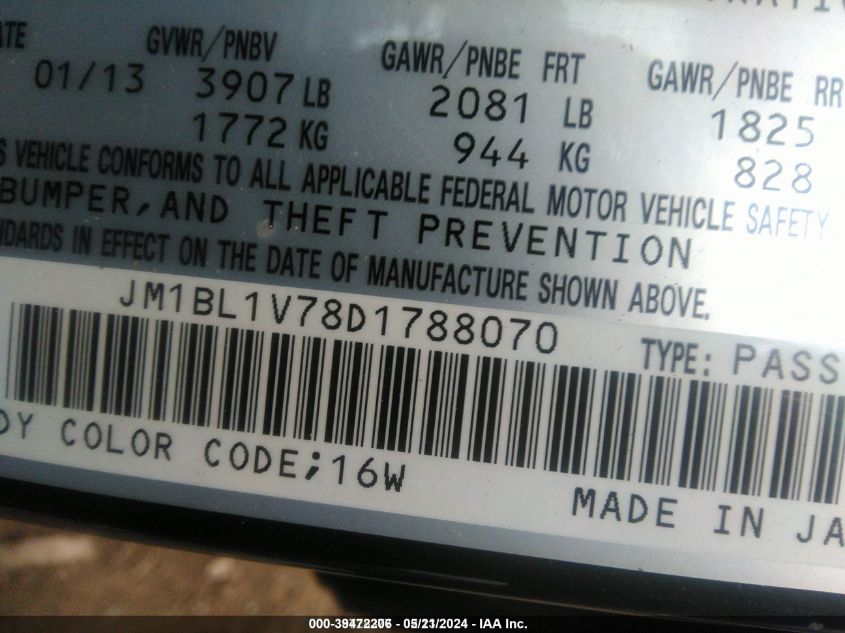 ATE GVWR/PNBV GAWR/PNBE FRT GAWR/PNBE RR
01/13 3907 LB 2081 LB 1825
1772 KG 944 KG 828
S VEHICLE CONFORMS TO ALL APPLICABLE FEDERAL MOTOR VEHICLE SAFETY
BUMPER, AND THEFT PREVENTION
NDARDS IN EFFECT ON THE DATE OF MANUFACTURE SHOWN ABOVE.
JM1BL1V78D1788070 TYPE: PASS
DY COLOR CODE;16W MADE IN JA
000-39472206 - 05/21/2024 - IAA Inc.